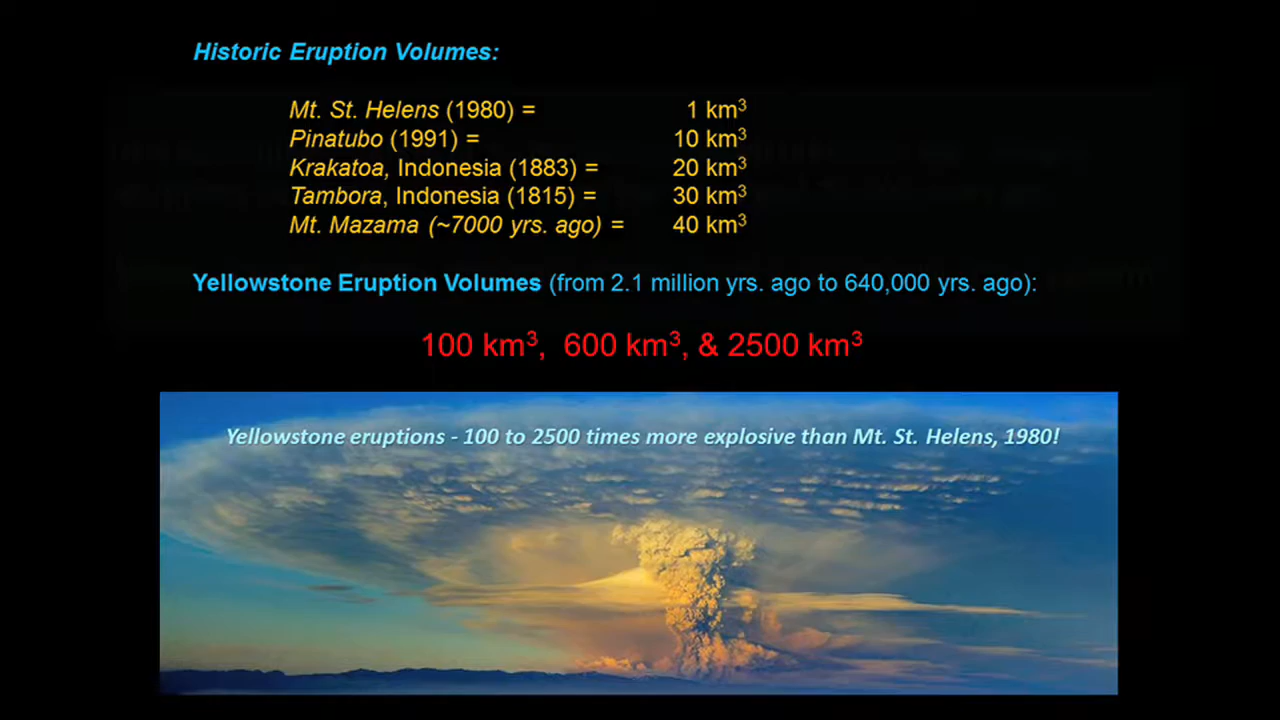 Historic Eruption Volumes:
Mt. St. Helens (1980) = 1 km³
Pinatubo (1991) = 10 km³
Krakatoa, Indonesia (1883) = 20 km³
Tambora, Indonesia (1815) = 30 km³
Mt. Mazama (~7000 yrs. ago) = 40 km³
Yellowstone Eruption Volumes (from 2.1 million yrs. ago to 640,000 yrs. ago):
100 km³, 600 km³, & 2500 km³
Yellowstone eruptions - 100 to 2500 times more explosive than Mt. St. Helens, 1980!